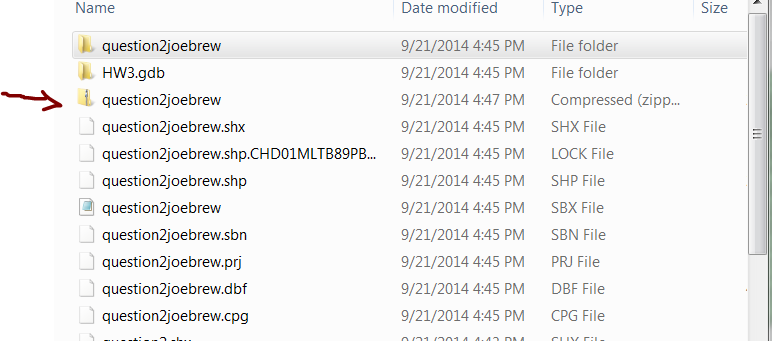 Name Date modified Type Size
question2joebrew 9/21/2014 4:45 PM File folder
HW3.gdb 9/21/2014 4:45 PM File folder
question2joebrew 9/21/2014 4:47 PM Compressed (zipp...
question2joebrew.shx 9/21/2014 4:45 PM SHX File
question2joebrew.shp.CHD01MLTB89PB... 9/21/2014 4:45 PM LOCK File
question2joebrew.shp 9/21/2014 4:45 PM SHP File
question2joebrew 9/21/2014 4:45 PM SBX File
question2joebrew.sbn 9/21/2014 4:45 PM SBN File
question2joebrew.prj 9/21/2014 4:45 PM PRJ File
question2joebrew.dbf 9/21/2014 4:45 PM DBF File
question2joebrew.cpg 9/21/2014 4:45 PM CPG File